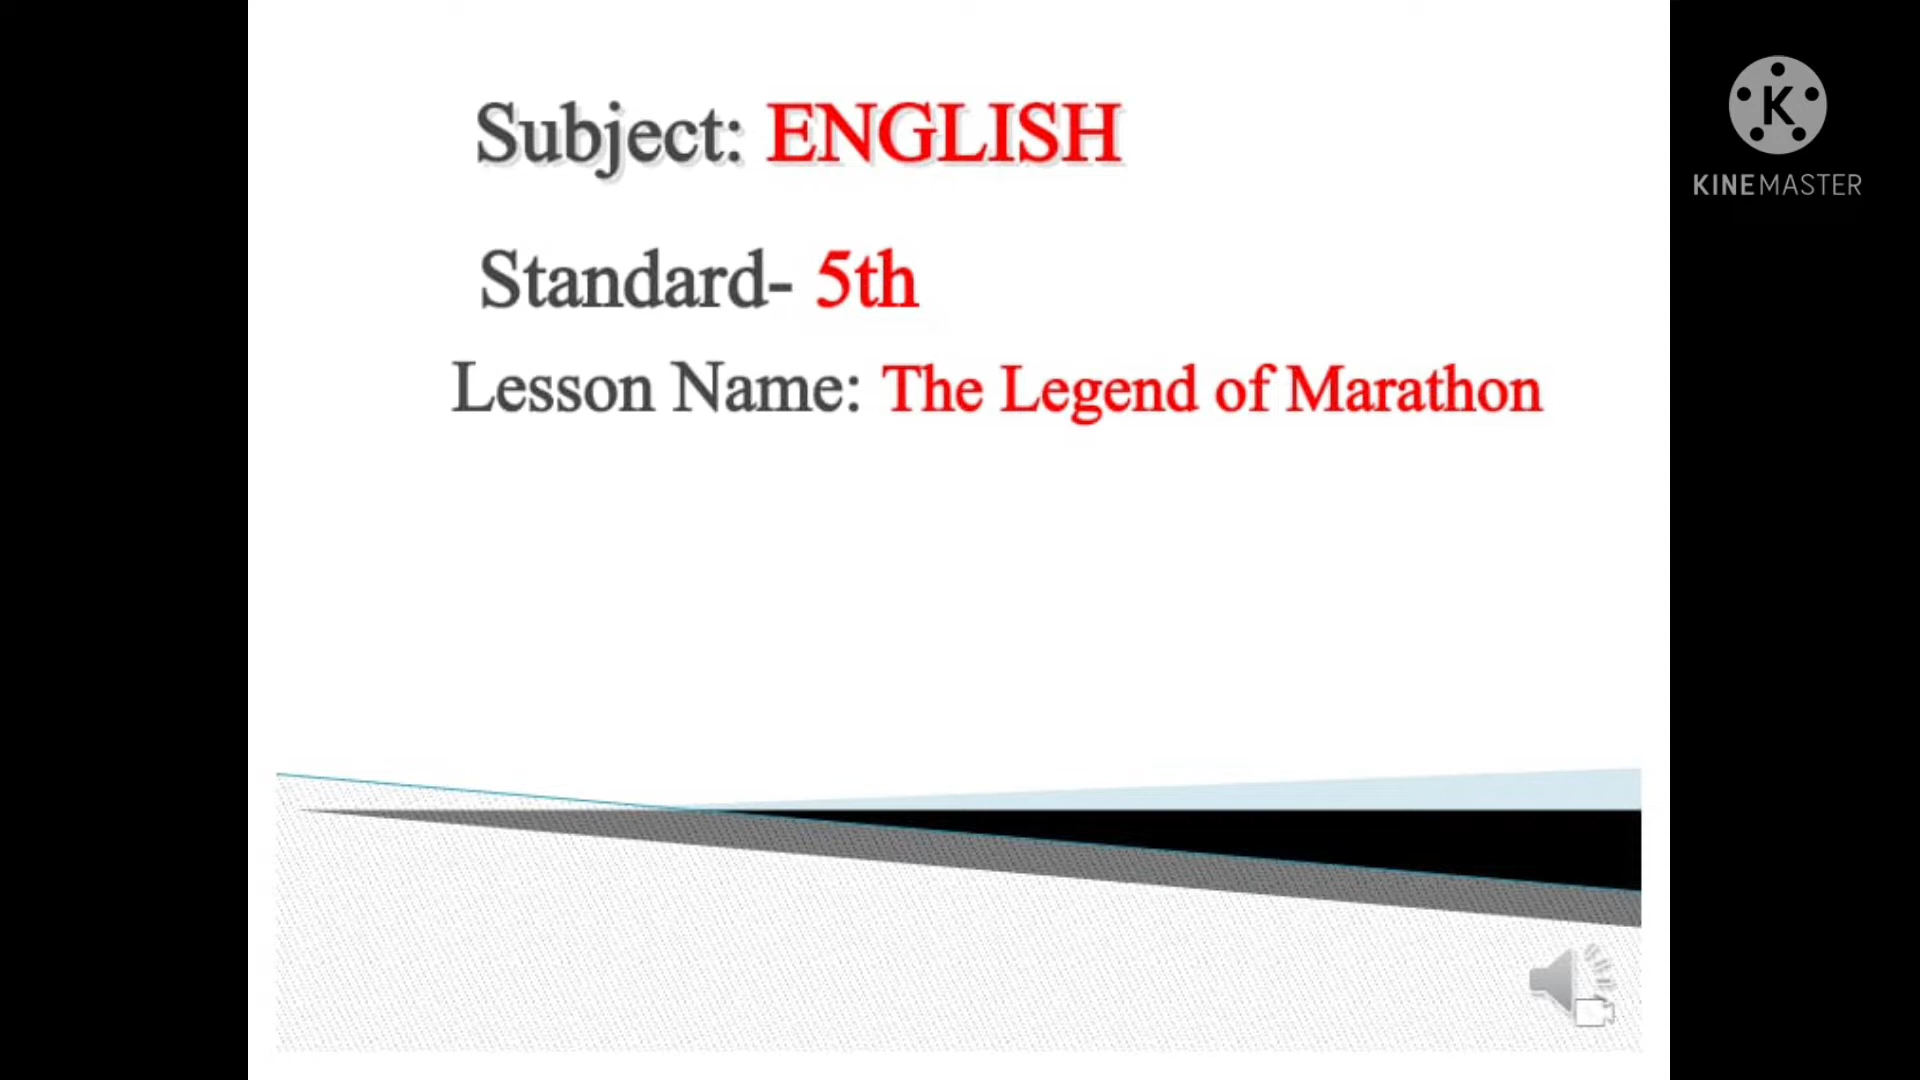 Subject: ENGLISH
K
KINEMASTER
Standard- 5th
Lesson Name: The Legend of Marathon